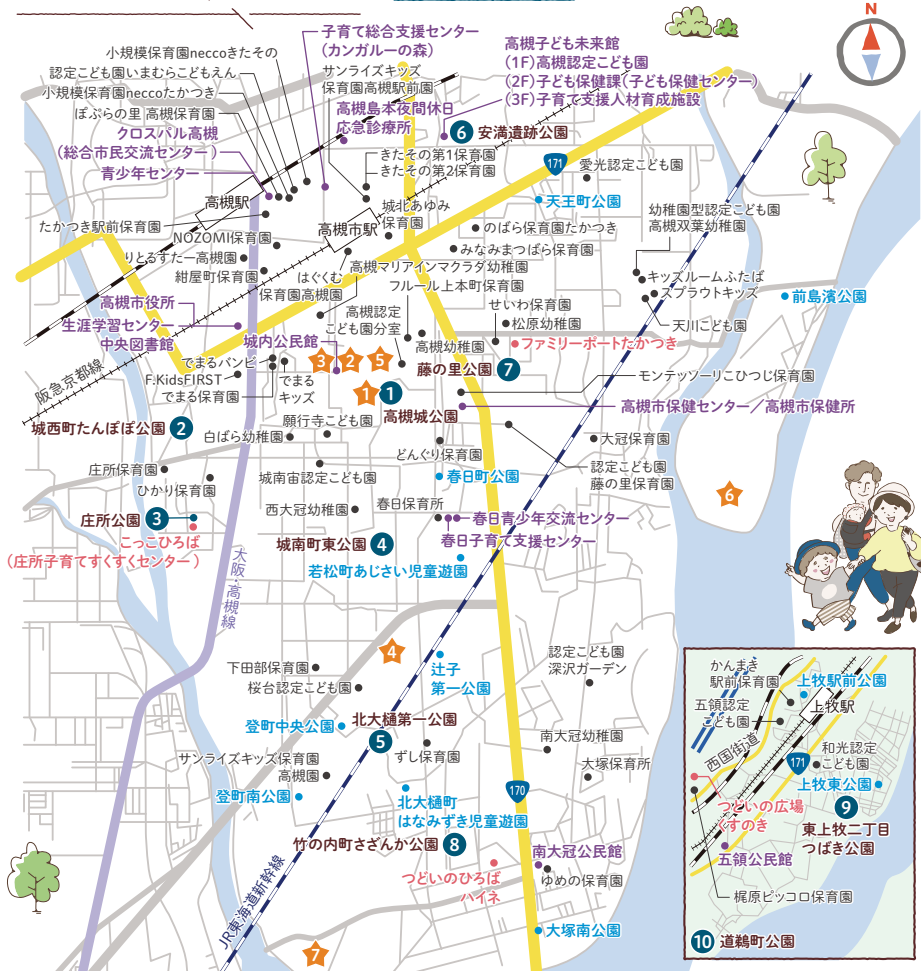 N
子育て総合支援センター
(カンガルーの森)
小規模保育園neccoきたその
認定こども園いまむらこどもえん
小規模保育園neccoたかつき
ぽぷらの里 高槻保育園
クロスパル高槻
(総合市民交流センター)
青少年センター
サンライズキッズ
保育園高槻駅前園
高槻島本夜間休日
応急診療所
高槻子ども未来館
(1F)高槻認定こども園
(2F)子ども保健課(子ども保健センター)
(3F)子育て支援人材育成施設
6 安満遺跡公園
きたその第1保育園
きたその第2保育園
171
愛光認定こども園
天王町公園
高槻駅
城北あゆみ
保育園
高槻市駅
幼稚園型認定こども園
高槻双葉幼稚園
たかつき駅前保育園
NOZOMI保育園
りとるすたー高槻園
紺屋町保育園
のばら保育園たかつき
みなみまつばら保育園
はぐくむ
保育園高槻園
高槻マリアインマクラダ幼稚園
フルール上本町保育園
キッズルームふたば
スプラウトキッズ
前島濱公園
高槻市役所
生涯学習センター
中央図書館
高槻認定
こども園分室
せいわ保育園
松原幼稚園
天川こども園
城内公民館
高槻幼稚園
ファミリーポートたかつき
3 2 5
藤の里公園 7
阪急京都線
でまるバンビ
F.KidsFIRST
でまる保育園
でまる
キッズ
モンテッソーリこひつじ保育園
1 1
高槻城公園
高槻市保健センター/高槻市保健所
城西町たんぽぽ公園 2
願行寺こども園
白ばら幼稚園
どんぐり保育園
大冠保育園
庄所保育園
ひかり保育園
城南宙認定こども園
春日町公園
認定こども園
藤の里保育園
6
庄所公園 3
こっこひろば
(庄所子育てすくすくセンター)
西大冠幼稚園
春日保育所
春日青少年交流センター
春日子育て支援センター
城南町東公園 4
若松町あじさい児童遊園
大阪・高槻線
4
下田部保育園
桜台認定こども園
辻子
第一公園
認定こども園
深沢ガーデン
登町中央公園
北大樋第一公園
5
ずし保育園
南大冠幼稚園
大塚保育所
サンライズキッズ保育園
高槻園
登町南公園
北大樋町
はなみずき児童遊園
170
竹の内町さざんか公園 8
つどいのひろば
ハイネ
南大冠公民館
ゆめの保育園
JR東海道新幹線
7
大塚南公園
かんまき
駅前保育園
上牧駅前公園
五領認定
こども園
上牧駅
西国街道
171
和光認定
こども園
上牧東公園
つどいの広場
くすのき
9
東上牧二丁目
つばき公園
五領公民館
梶原ピッコロ保育園
10 道鵜町公園